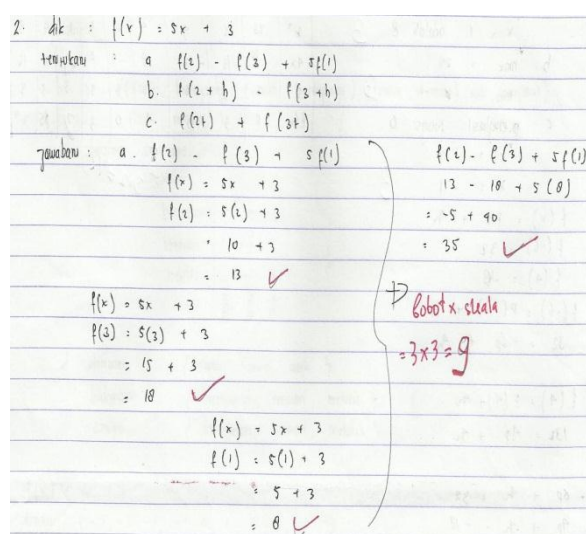 2. dik : f(x) = 5x + 3
tentukan : a f(2) - f(3) + 5f(1)
b. f(2+h) - f(3+h)
c. f(2t) + f(3t)
jawaban : a. f(2) - f(3) + 5f(1)
f(x) = 5x + 3
f(2) = 5(2) + 3
= 10 + 3
= 13
f(x) = 5x + 3
f(3) = 5(3) + 3
= 15 + 3
= 18
f(x) = 5x + 3
f(1) = 5(1) + 3
= 5 + 3
= 8
f(2) - f(3) + 5f(1)
13 - 18 + 5(8)
= -5 + 40
= 35
bobot x skala
= 3x3 = 9